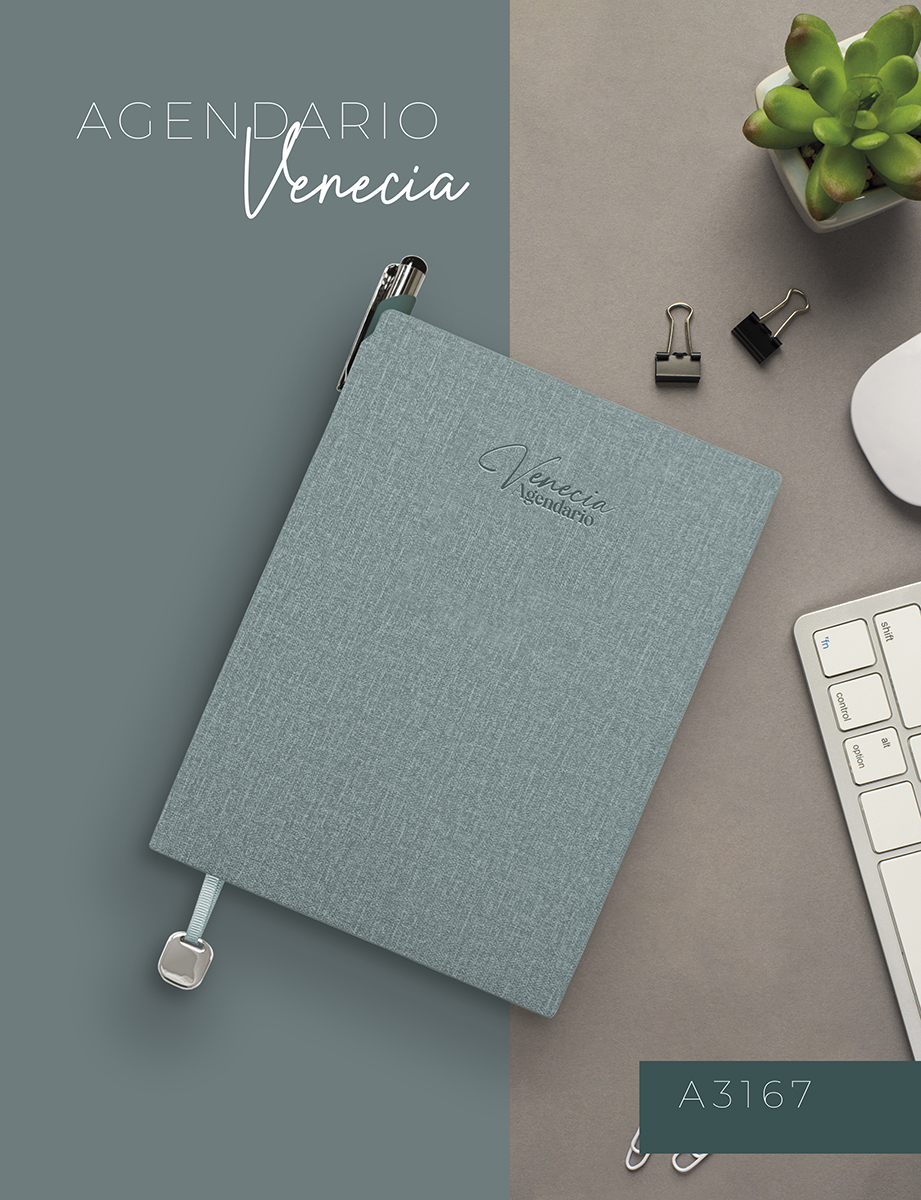 AGENDARIO
Venecia
Venecia
Agendario
fn
shift
control
alt
option
A3167